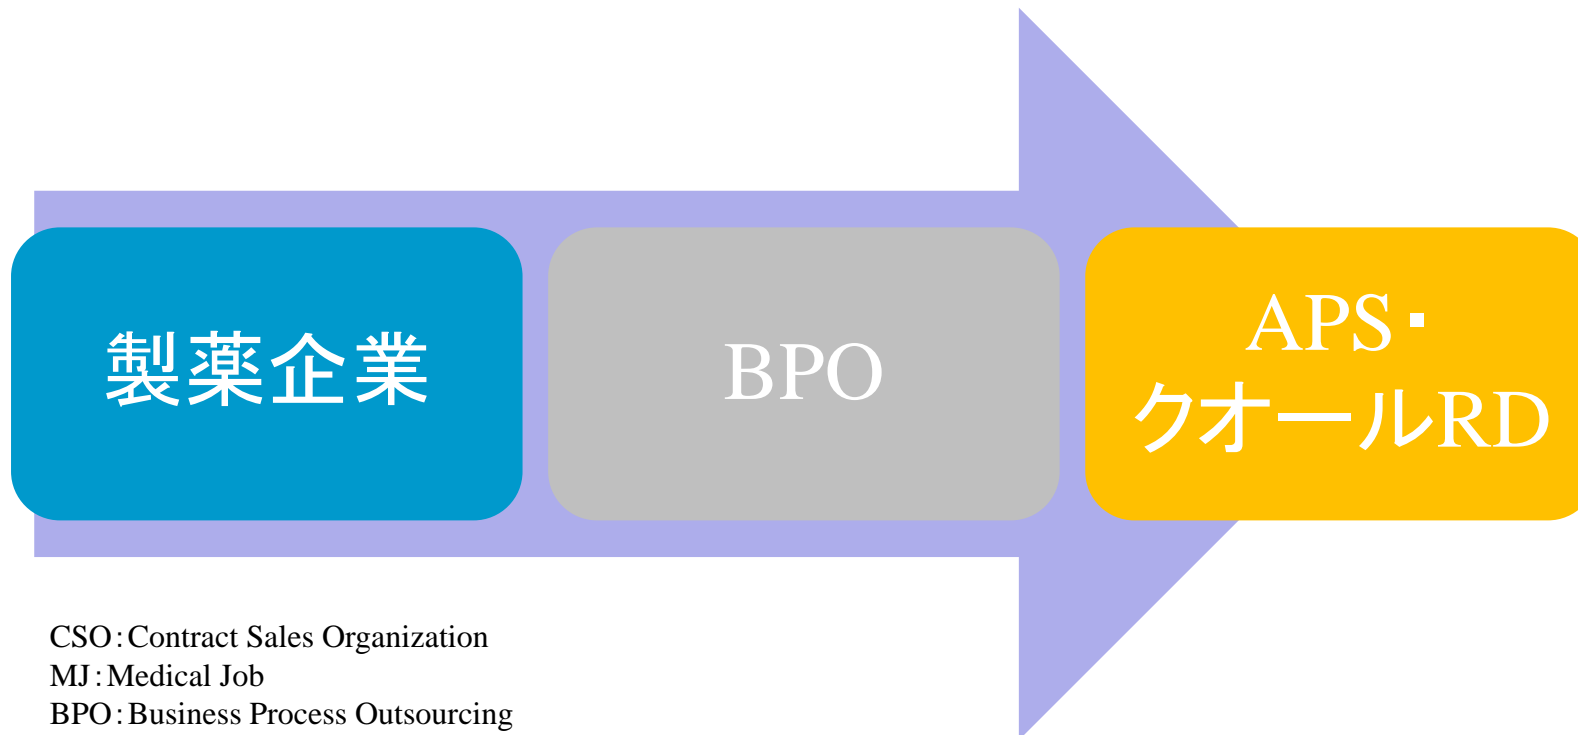 製薬企業
BPO
APS・
クオールRD
CSO：Contract Sales Organization
MJ：Medical Job
BPO：Business Process Outsourcing